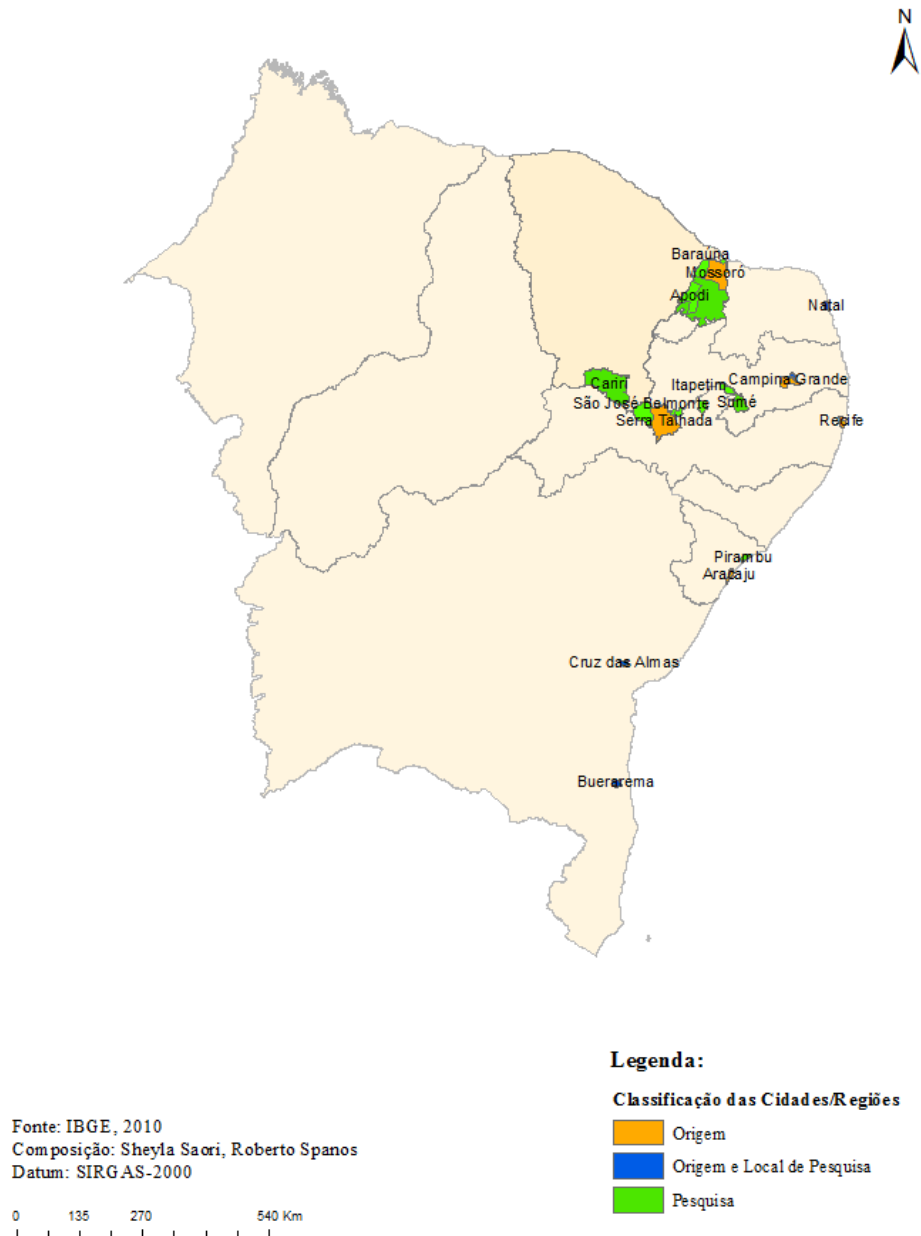 N
Baraúna
Mossoró
Apodi
Natal
Cariri
Itapetim
Campina Grande
São José Belmonte
Sumé
Serra Talhada
Recife
Pirambu
Aracaju
Cruz das Almas
Buerarema
Legenda:
Classificação das Cidades/Regiões
Origem
Origem e Local de Pesquisa
Pesquisa
Fonte: IBGE, 2010
Composição: Sheyla Saori, Roberto Spanos
Datum: SIRGAS-2000
0 135 270 540 Km